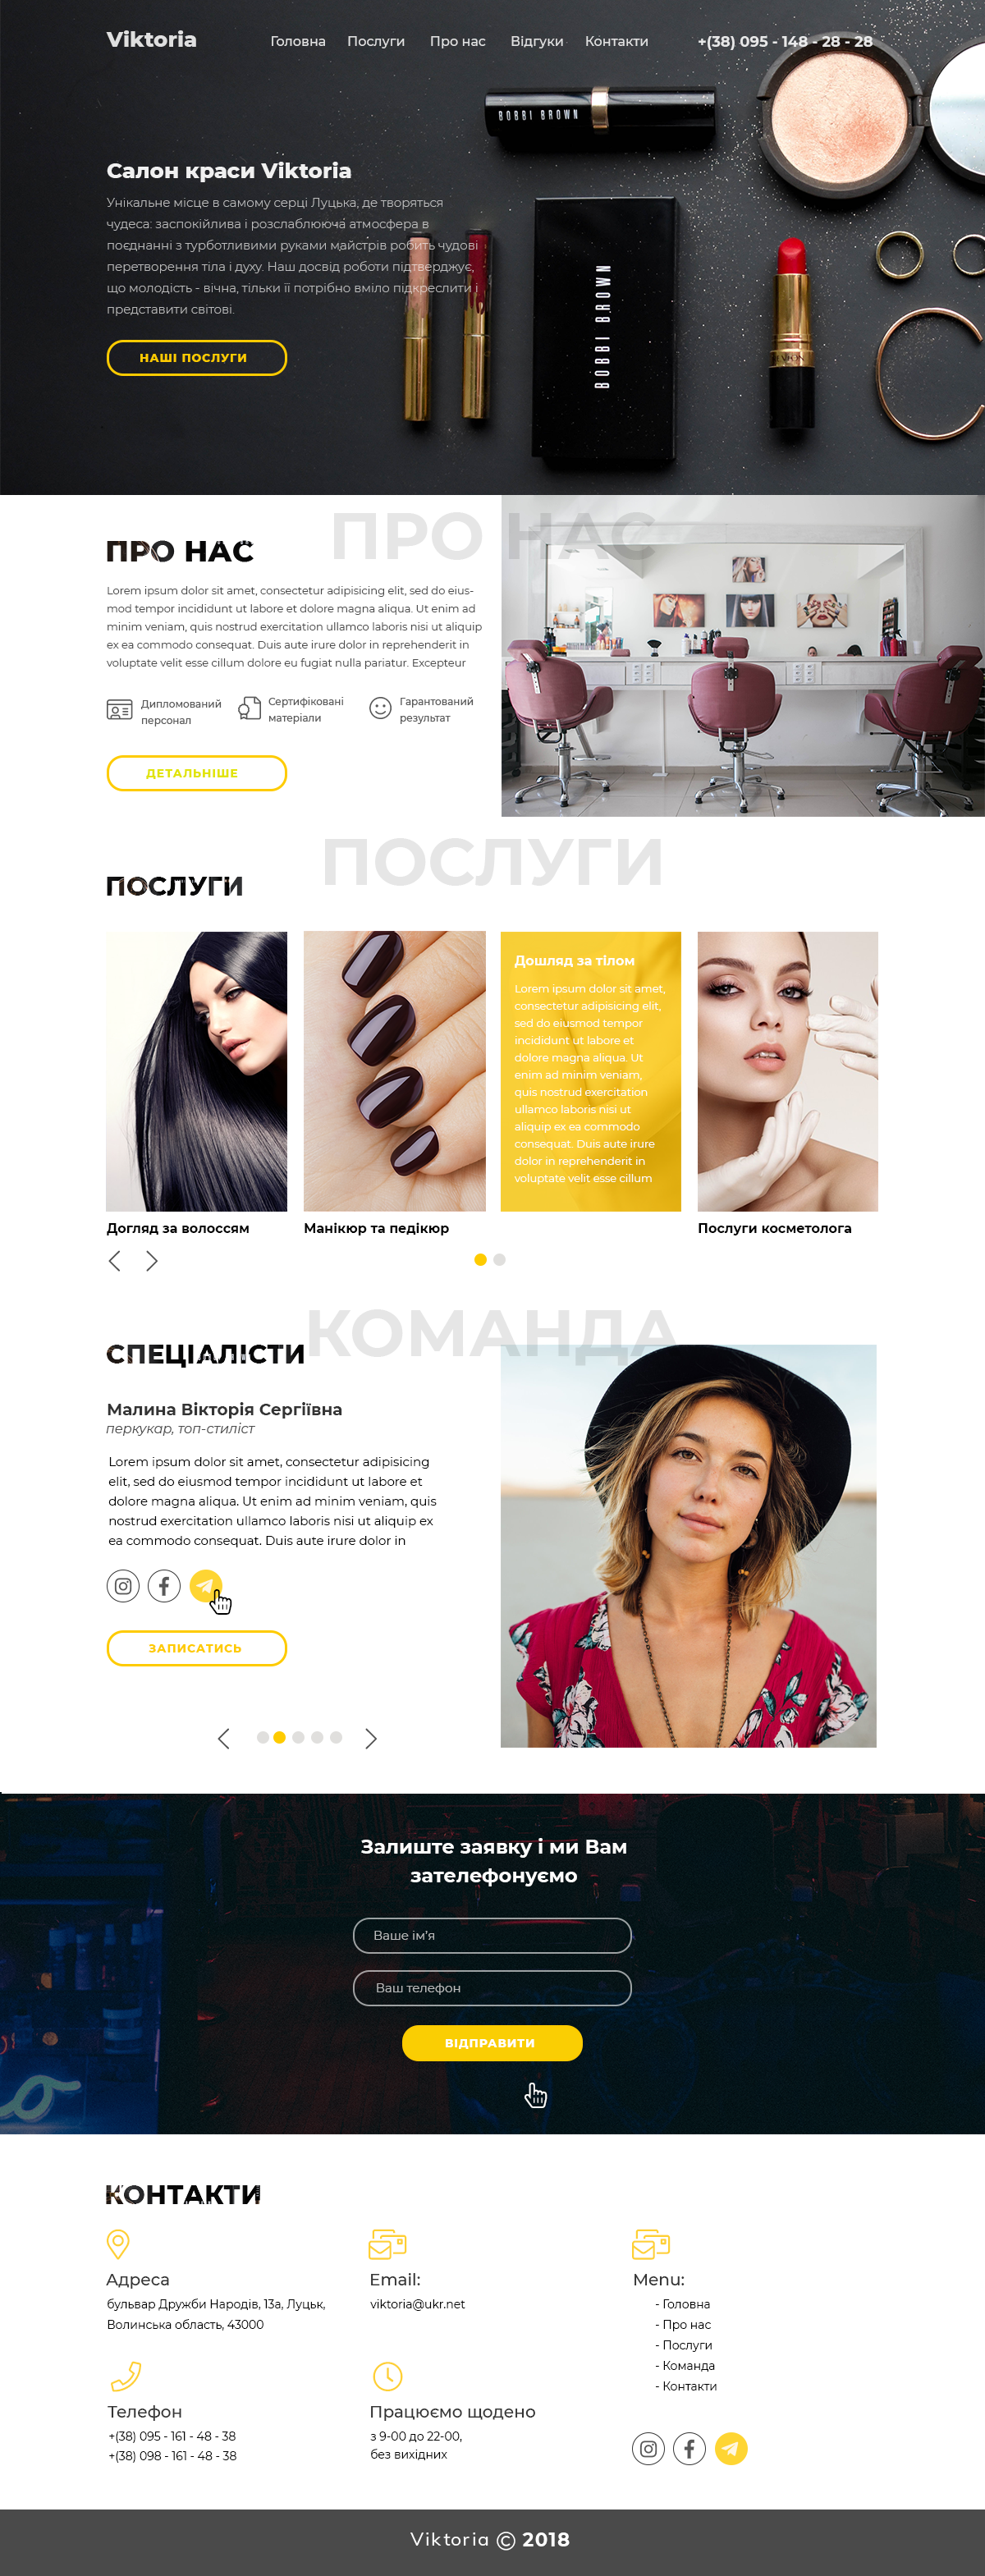 Viktoria
Головна Послуги Про нас Відгуки Контакти
+(38) 095 - 148 - 28 - 28
BOBBI BROWN
Салон краси Viktoria
Унікальне місце в самому серці Луцька, де творяться
чудеса: заспокійлива і розслаблююча атмосфера в
поєднанні з турботливими руками майстрів робить чудові
перетворення тіла і духу. Наш досвід роботи підтверджує,
що молодість - вічна, тільки її потрібно вміло підкреслити і
представити світові.
BOBBI BROWN
REVLON
НАШІ ПОСЛУГИ
ПРО НАС
ПРО НАС
Lorem ipsum dolor sit amet, consectetur adipisicing elit, sed do eius-
mod tempor incididunt ut labore et dolore magna aliqua. Ut enim ad
minim veniam, quis nostrud exercitation ullamco laboris nisi ut aliquip
ex ea commodo consequat. Duis aute irure dolor in reprehenderit in
voluptate velit esse cillum dolore eu fugiat nulla pariatur. Excepteur
Дипломований
персонал
Сертифіковані
матеріали
Гарантований
результат
ДЕТАЛЬНІШЕ
ПОСЛУГИ
ПОСЛУГИ
Дошляд за тілом
Lorem ipsum dolor sit amet,
consectetur adipisicing elit,
sed do eiusmod tempor
incididunt ut labore et
dolore magna aliqua. Ut
enim ad minim veniam,
quis nostrud exercitation
ullamco laboris nisi ut
aliquip ex ea commodo
consequat. Duis aute irure
dolor in reprehenderit in
voluptate velit esse cillum
Догляд за волоссям
Манікюр та педікюр
Послуги косметолога
КОМАНДА
СПЕЦІАЛІСТИ
Малина Вікторія Сергіївна
перкукар, топ-стиліст
Lorem ipsum dolor sit amet, consectetur adipisicing
elit, sed do eiusmod tempor incididunt ut labore et
dolore magna aliqua. Ut enim ad minim veniam, quis
nostrud exercitation ullamco laboris nisi ut aliquip ex
ea commodo consequat. Duis aute irure dolor in
ЗАПИСАТИСЬ
Залиште заявку і ми Вам
зателефонуємо
Ваше ім'я
Ваш телефон
ВІДПРАВИТИ
КОНТАКТИ
Адреса
бульвар Дружби Народів, 13а, Луцьк,
Волинська область, 43000
Email:
viktoria@ukr.net
Menu:
- Головна
- Про нас
- Послуги
- Команда
- Контакти
Телефон
+(38) 095 - 161 - 48 - 38
+(38) 098 - 161 - 48 - 38
Працюємо щодено
з 9-00 до 22-00,
без вихідних
Viktoria © 2018